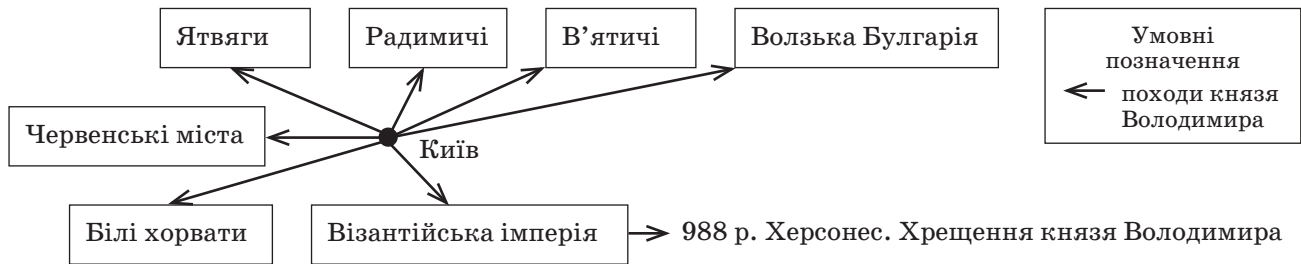 Ятвяги
Радимичі
В’ятичі
Волзька Булгарія
Умовні
позначення
походи князя
Володимира
Червенські міста
Київ
Білі хорвати
Візантійська імперія
988 р. Херсонес. Хрещення князя Володимира